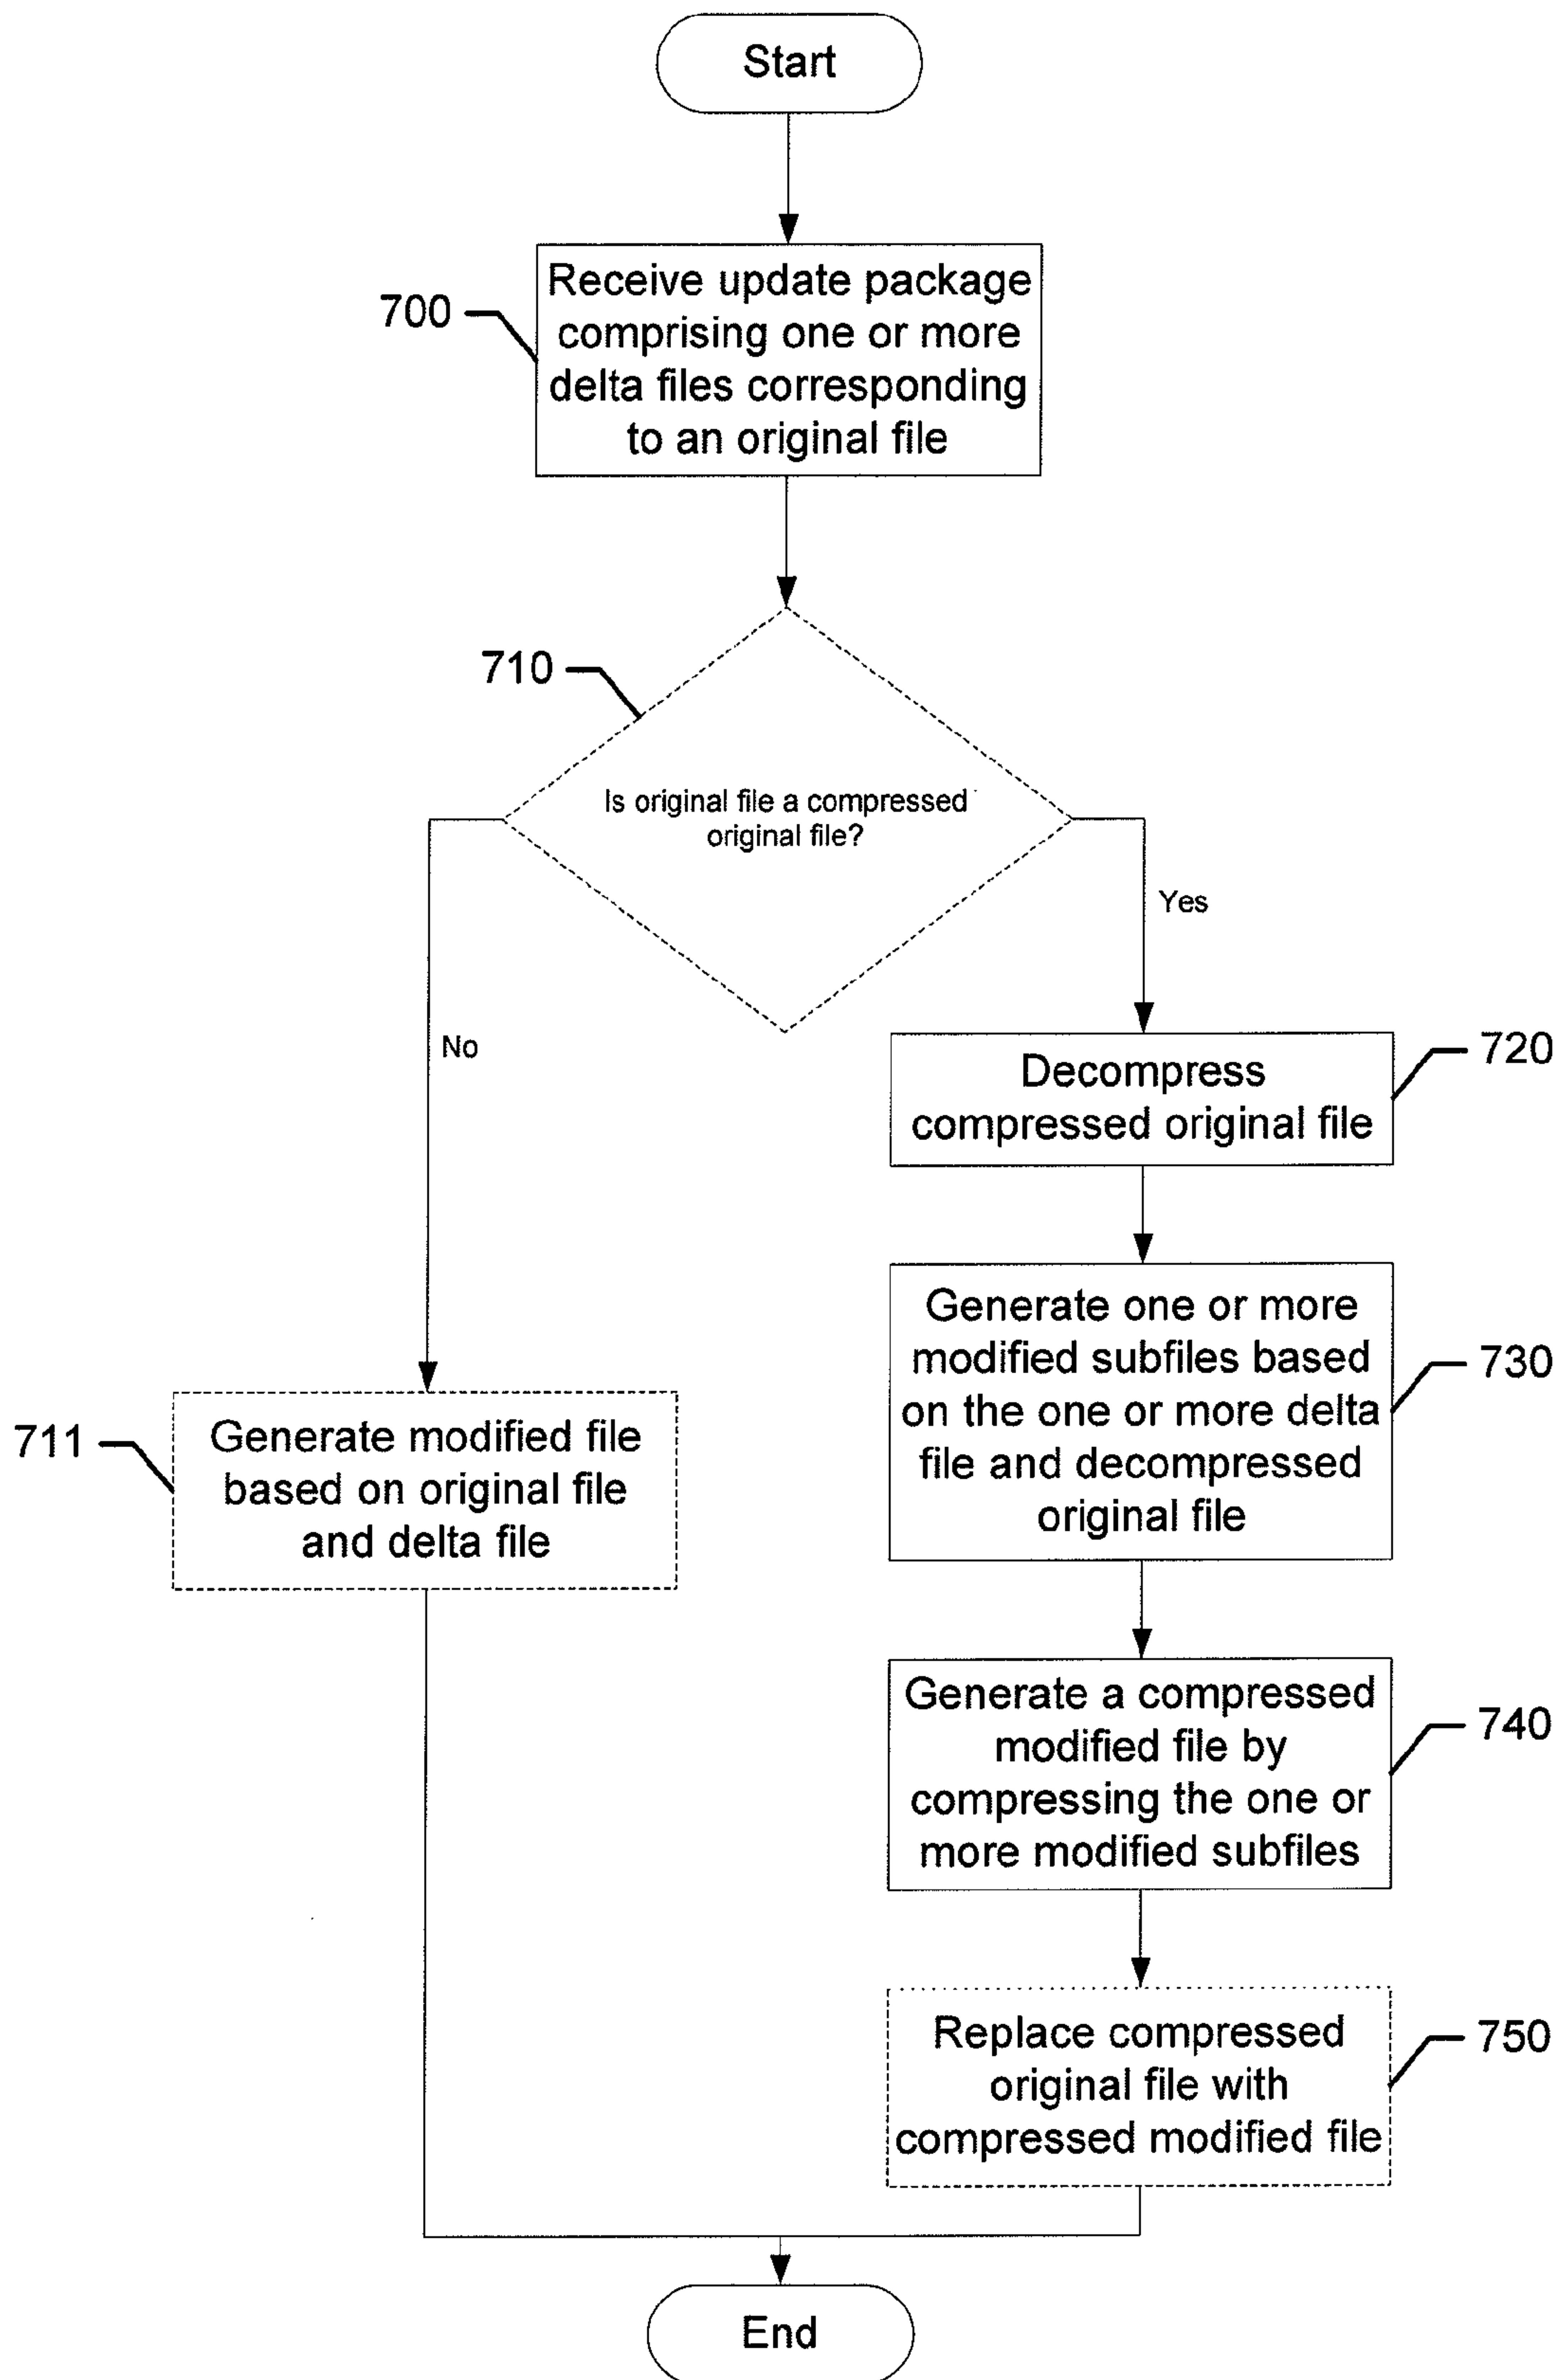 Start
700
Receive update package
comprising one or more
delta files corresponding
to an original file
710
Is original file a compressed
original file?
Yes
No
720
Decompress
compressed original file
730
Generate one or more
modified subfiles based
on the one or more delta
file and decompressed
original file
711
Generate modified file
based on original file
and delta file
740
Generate a compressed
modified file by
compressing the one or
more modified subfiles
750
Replace compressed
original file with
compressed modified file
End